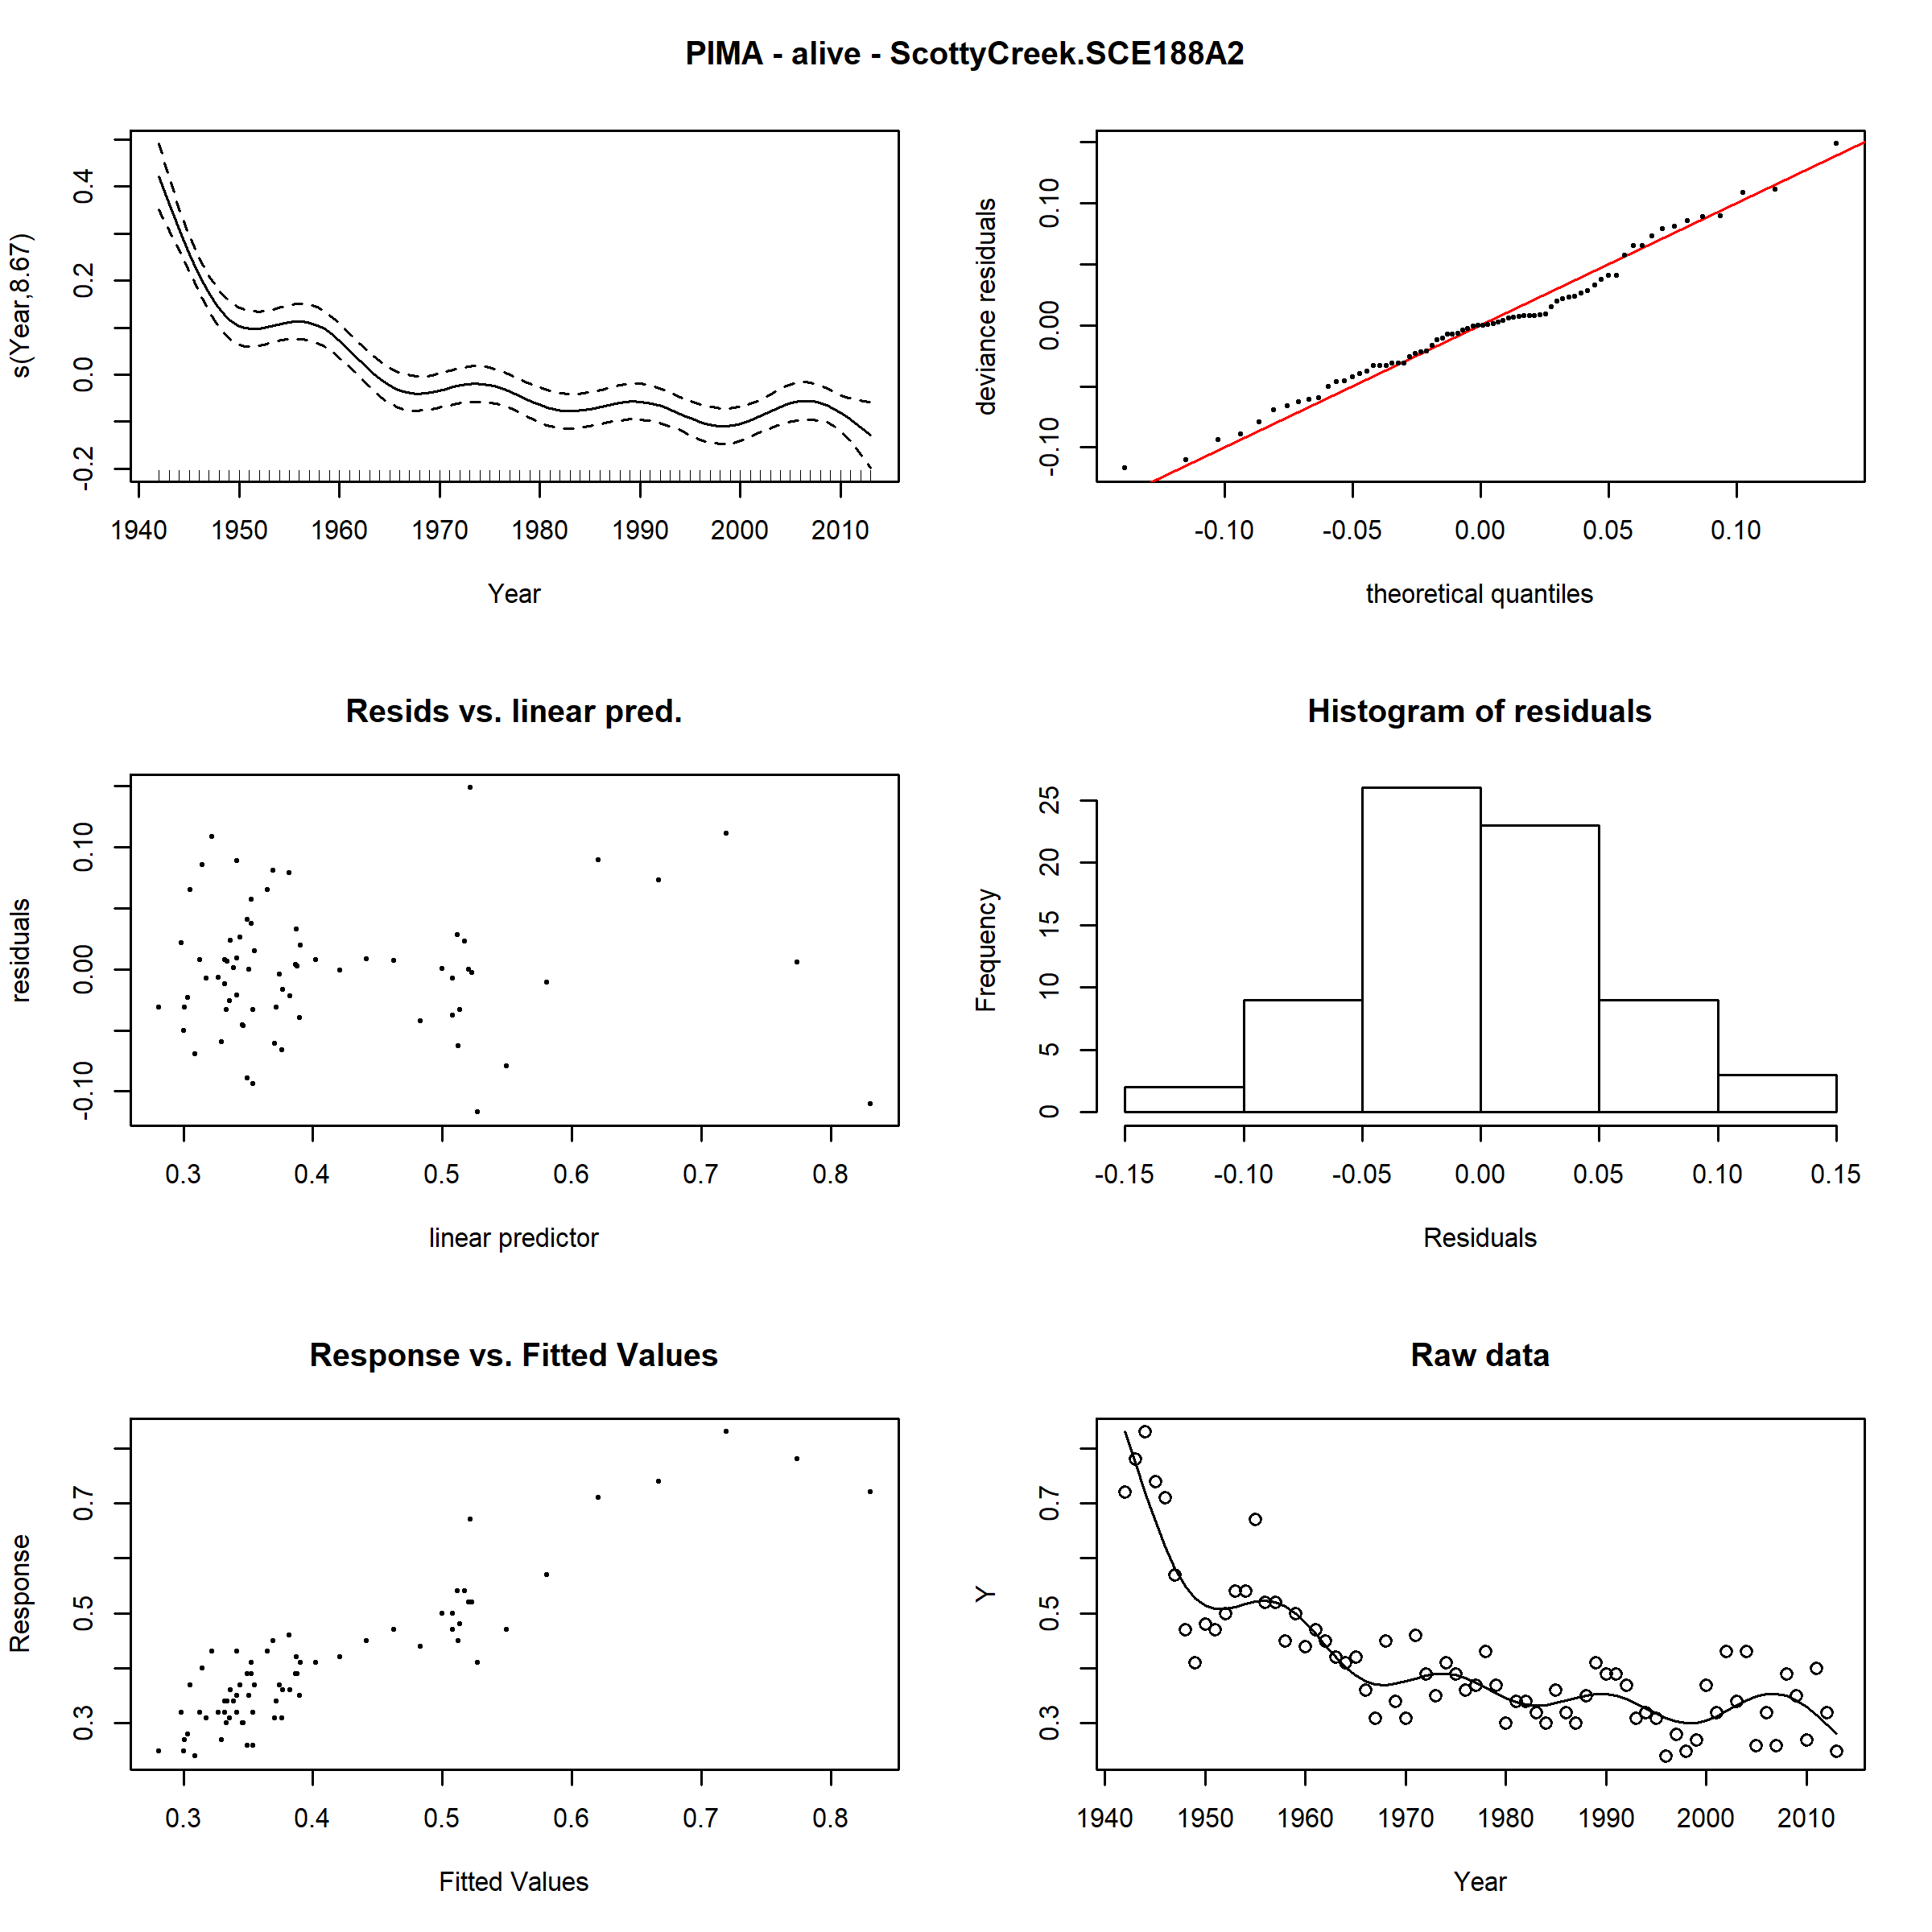 PIMA - alive - ScottyCreek.SCE188A2
s(Year,8.67)
0.4
0.2
0.0
-0.2
1940 1950 1960 1970 1980 1990 2000 2010
Year
deviance residuals
0.10
0.00
-0.10
-0.10 -0.05 0.00 0.05 0.10
theoretical quantiles
Resids vs. linear pred.
residuals
0.10
0.00
-0.10
0.3 0.4 0.5 0.6 0.7 0.8
linear predictor
Histogram of residuals
Frequency
25
20
15
10
5
0
-0.15 -0.10 -0.05 0.00 0.05 0.10 0.15
Residuals
Response vs. Fitted Values
Response
0.7
0.5
0.3
0.3 0.4 0.5 0.6 0.7 0.8
Fitted Values
Raw data
Y
0.7
0.5
0.3
1940 1950 1960 1970 1980 1990 2000 2010
Year